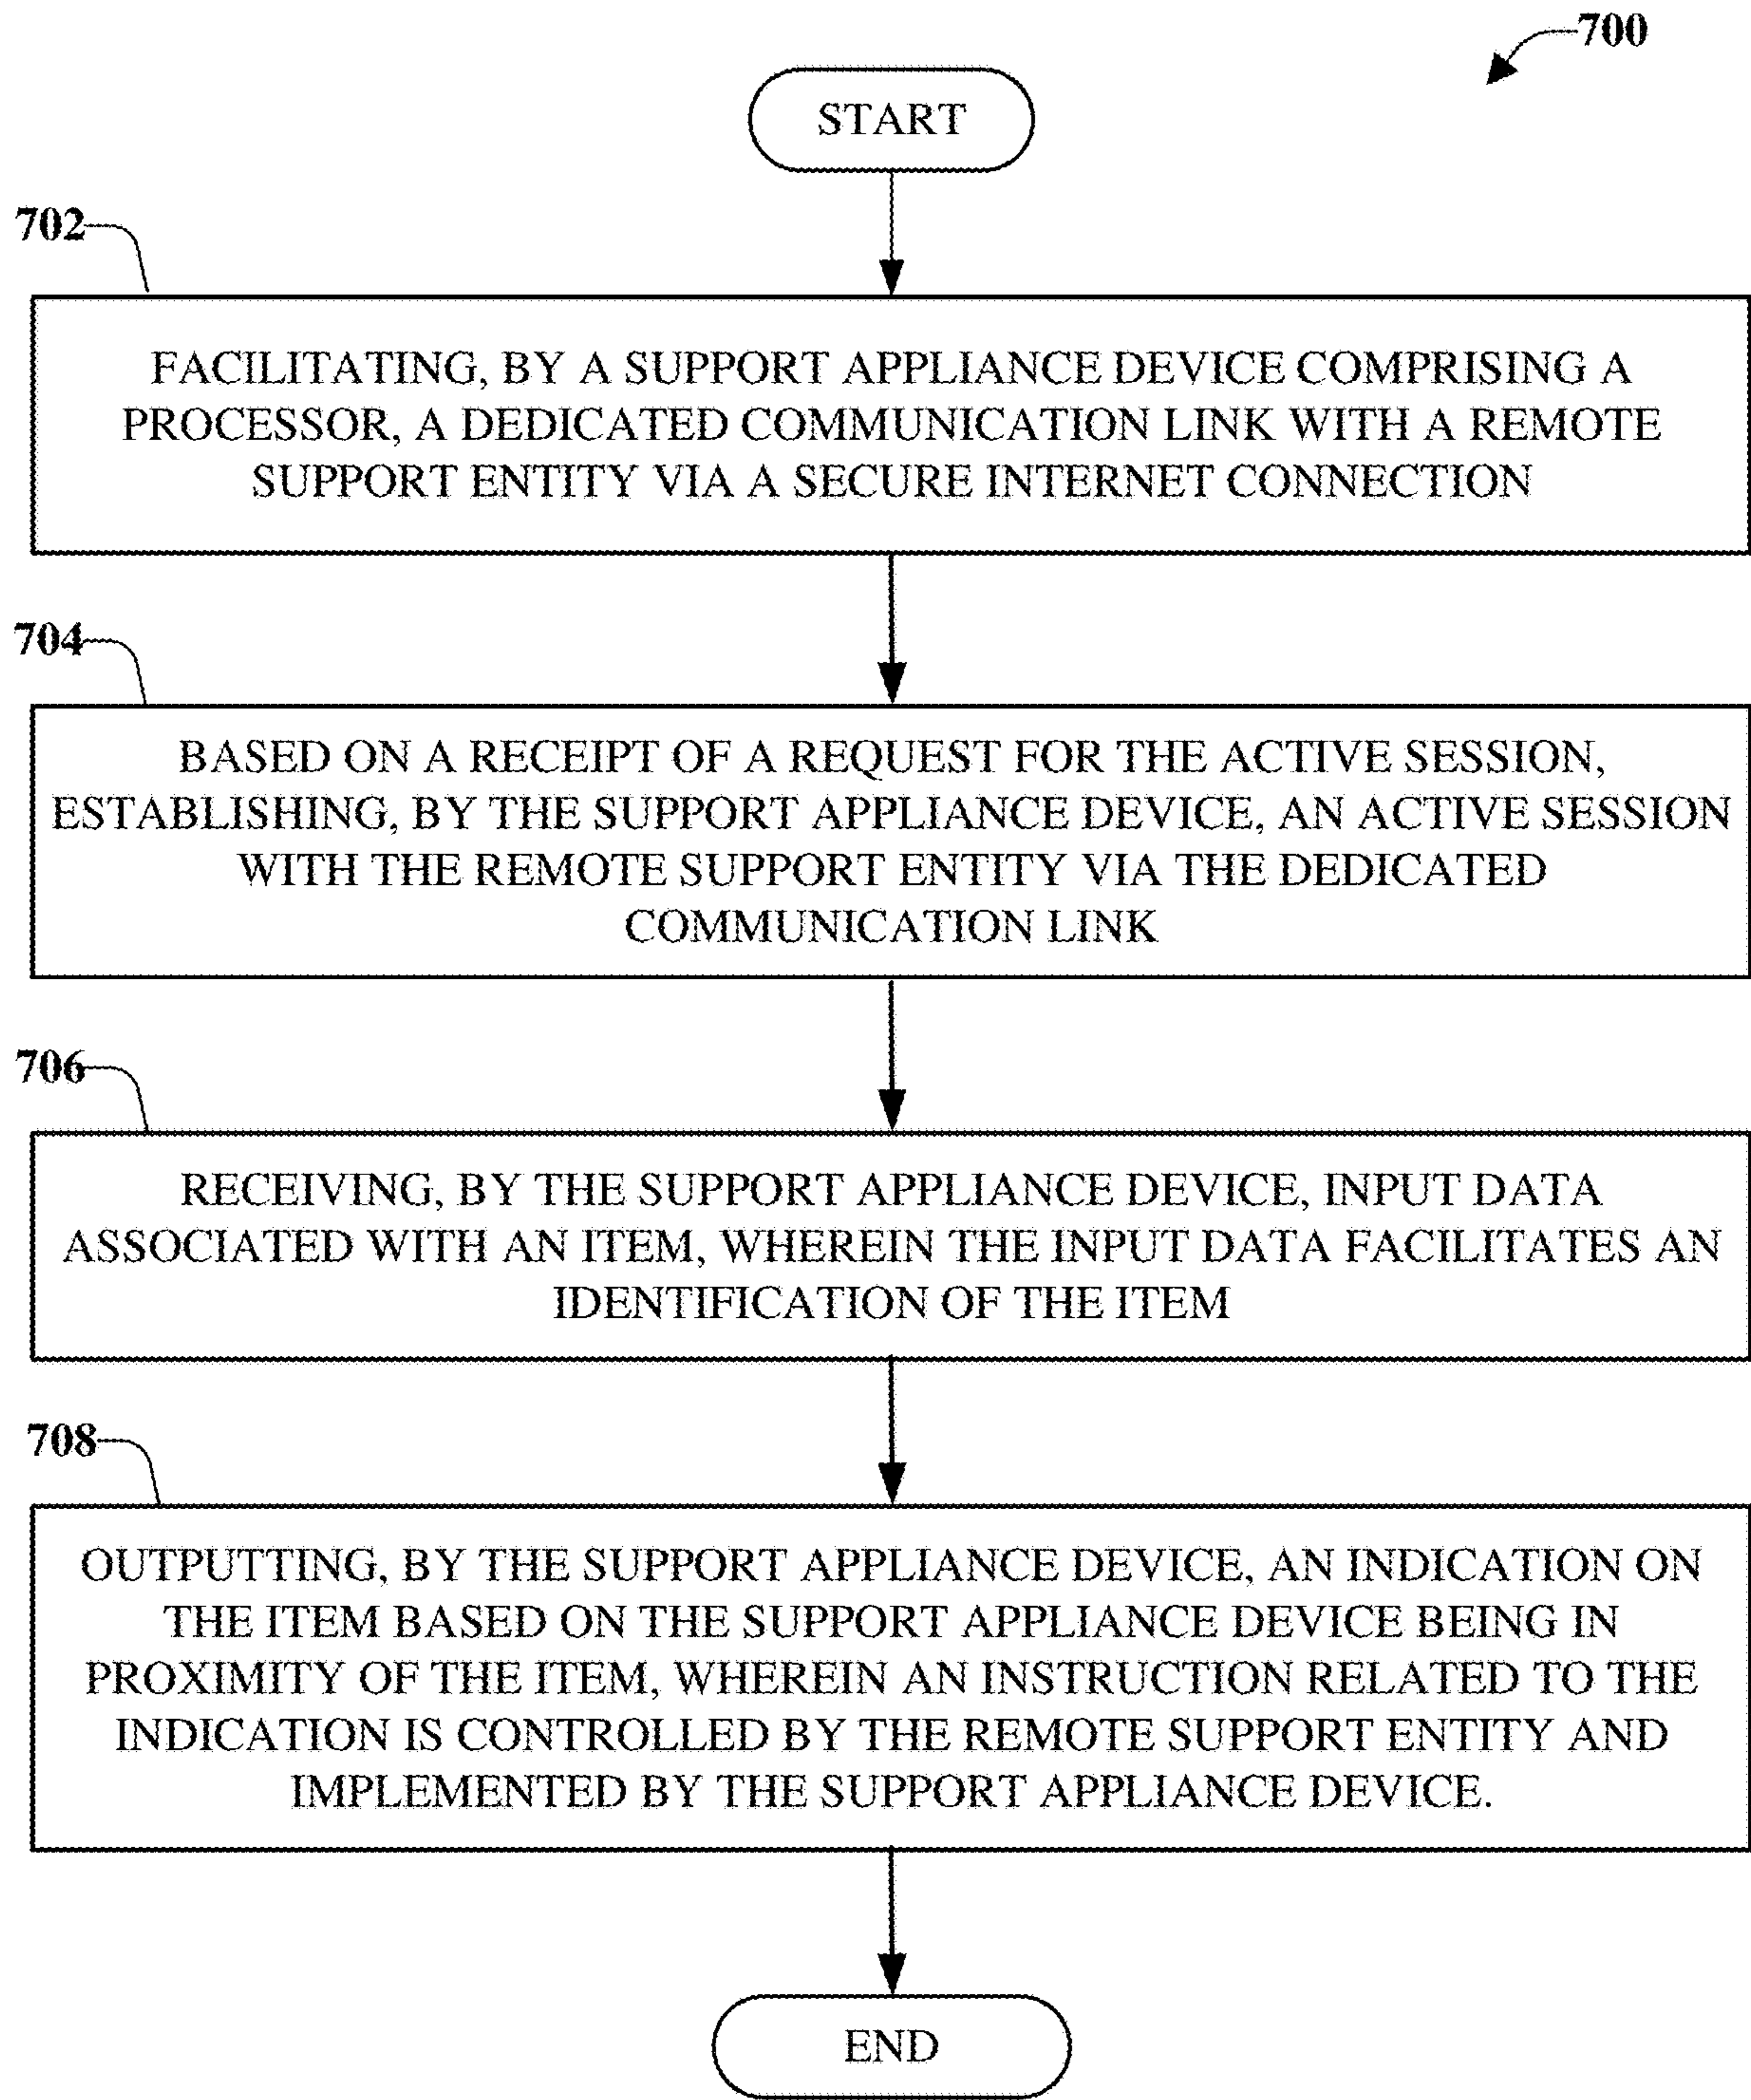 700
START
702
FACILITATING, BY A SUPPORT APPLIANCE DEVICE COMPRISING A
PROCESSOR, A DEDICATED COMMUNICATION LINK WITH A REMOTE
SUPPORT ENTITY VIA A SECURE INTERNET CONNECTION
704
BASED ON A RECEIPT OF A REQUEST FOR THE ACTIVE SESSION,
ESTABLISHING, BY THE SUPPORT APPLIANCE DEVICE, AN ACTIVE SESSION
WITH THE REMOTE SUPPORT ENTITY VIA THE DEDICATED
COMMUNICATION LINK
706
RECEIVING, BY THE SUPPORT APPLIANCE DEVICE, INPUT DATA
ASSOCIATED WITH AN ITEM, WHEREIN THE INPUT DATA FACILITATES AN
IDENTIFICATION OF THE ITEM
708
OUTPUTTING, BY THE SUPPORT APPLIANCE DEVICE, AN INDICATION ON
THE ITEM BASED ON THE SUPPORT APPLIANCE DEVICE BEING IN
PROXIMITY OF THE ITEM, WHEREIN AN INSTRUCTION RELATED TO THE
INDICATION IS CONTROLLED BY THE REMOTE SUPPORT ENTITY AND
IMPLEMENTED BY THE SUPPORT APPLIANCE DEVICE.
END